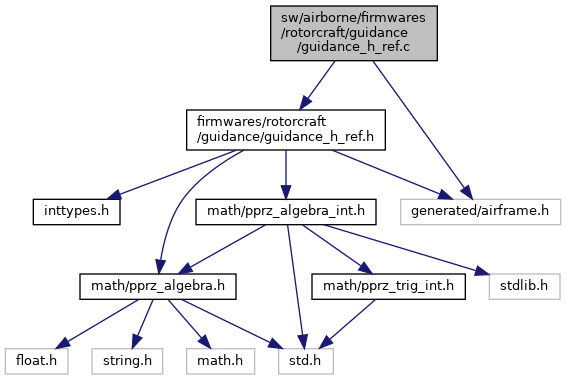 sw/airborne/firmwares
/rotorcraft/guidance
/guidance_h_ref.c
firmwares/rotorcraft
/guidance/guidance_h_ref.h
inttypes.h
math/pprz_algebra_int.h
generated/airframe.h
math/pprz_algebra.h
math/pprz_trig_int.h
stdlib.h
float.h
string.h
math.h
std.h